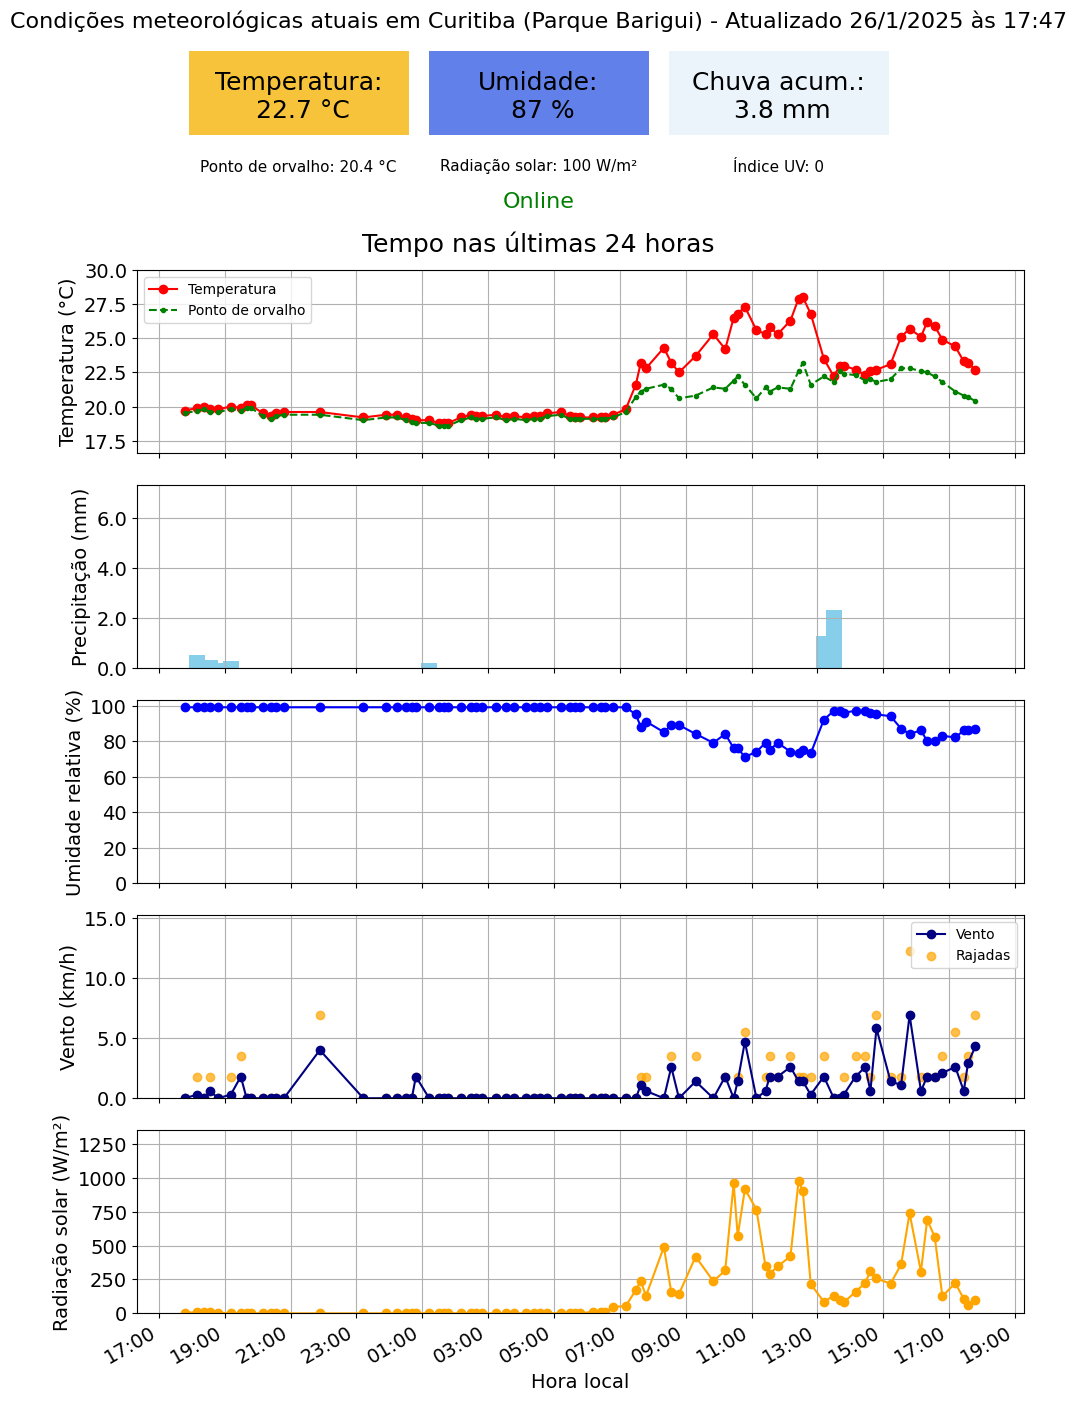 Condições meteorológicas atuais em Curitiba (Parque Barigui) - Atualizado 26/1/2025 às 17:47
Temperatura:
22.7 °C
Umidade:
87 %
Chuva acum.:
3.8 mm
Ponto de orvalho: 20.4 °C
Radiação solar: 100 W/m²
Índice UV: 0
Online
Tempo nas últimas 24 horas
Temperatura (°C)
30.0
27.5
25.0
22.5
20.0
17.5
Temperatura
Ponto de orvalho
Precipitação (mm)
6.0
4.0
2.0
0.0
Umidade relativa (%)
100
80
60
40
20
0
Vento (km/h)
15.0
10.0
5.0
0.0
Vento
Rajadas
Radiação solar (W/m²)
1250
1000
750
500
250
0
17:00
19:00
21:00
23:00
01:00
03:00
05:00
07:00
09:00
11:00
13:00
15:00
17:00
19:00
Hora local